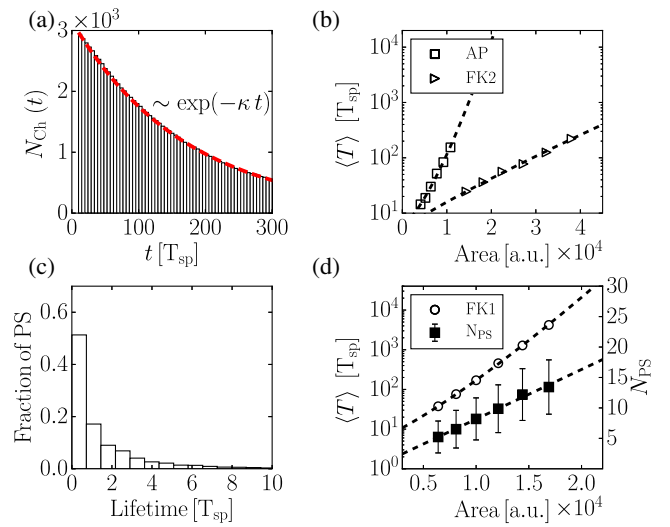 (a)
3 ×10³
2
1
0
N_Ch (t)
∼ exp(−κ t)
0 100 200 300
t [T_sp]
(b)
10⁴
10³
10²
10¹
⟨T⟩ [T_sp]
AP
FK2
0 1 2 3 4
Area [a.u.] ×10⁴
(c)
0.6
0.4
0.2
0.0
Fraction of PS
0 2 4 6 8 10
Lifetime [T_sp]
(d)
10⁴
10³
10²
10¹
10⁰
⟨T⟩ [T_sp]
FK1
N_PS
30
25
20
15
10
5
0
N_PS
0.5 1.0 1.5 2.0
Area [a.u.] ×10⁴